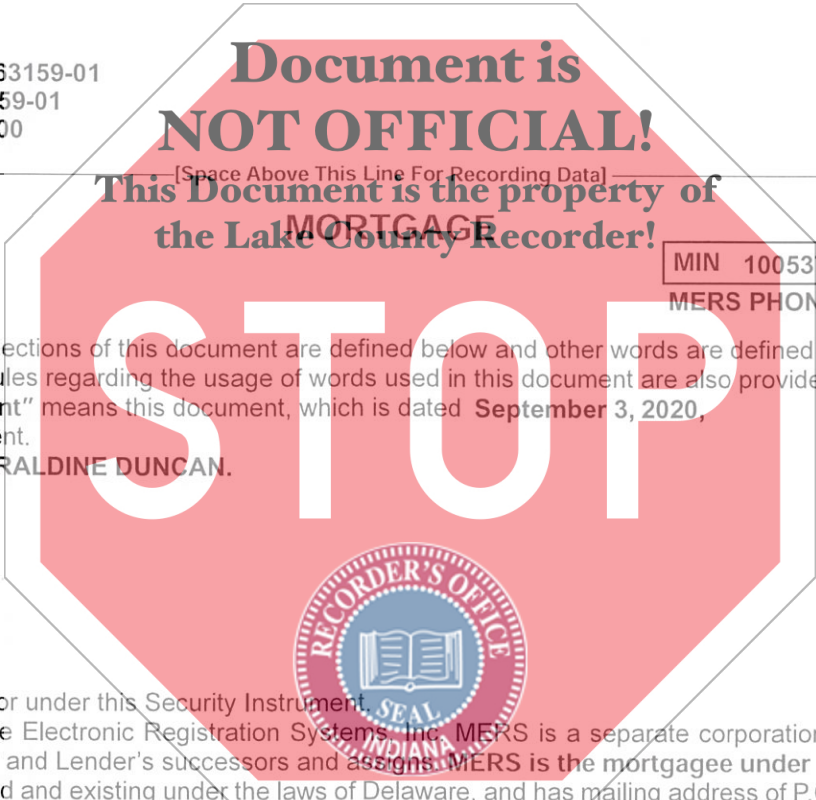 Document is
63159-01
59-01
NOT OFFICIAL!
00
[Space Above This Line For Recording Data]
This Document is the property of
MORTGAGE
the Lake County Recorder!
MIN 10053
MERS PHON
STOP
ections of this document are defined below and other words are defined
les regarding the usage of words used in this document are also provide
nt" means this document, which is dated September 3, 2020,
nt.
RALDINE DUNCAN.
RECORDER'S OFFICE
SEAL
INDIANA
or under this Security Instrument.
e Electronic Registration Systems, Inc. MERS is a separate corporation
and Lender's successors and assigns. MERS is the mortgagee under
d and existing under the laws of Delaware, and has mailing address of P.